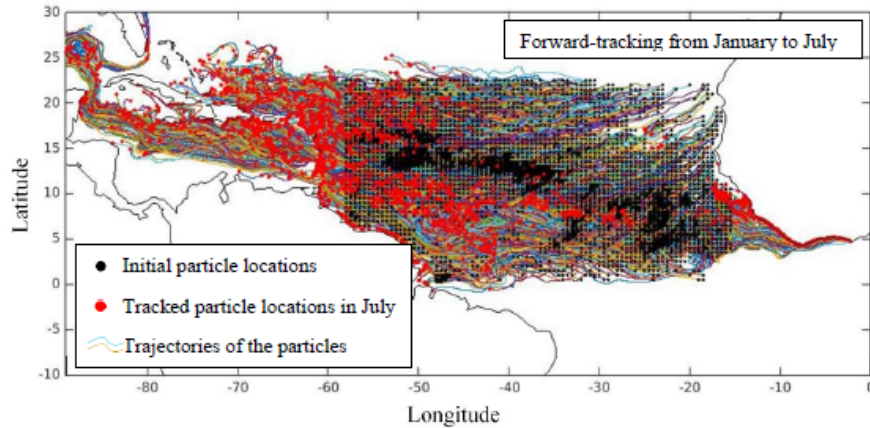 Forward-tracking from January to July
30
25
20
15
10
5
0
-5
-10
Latitude
Initial particle locations
Tracked particle locations in July
Trajectories of the particles
-80 -70 -60 -50 -40 -30 -20 -10 0
Longitude